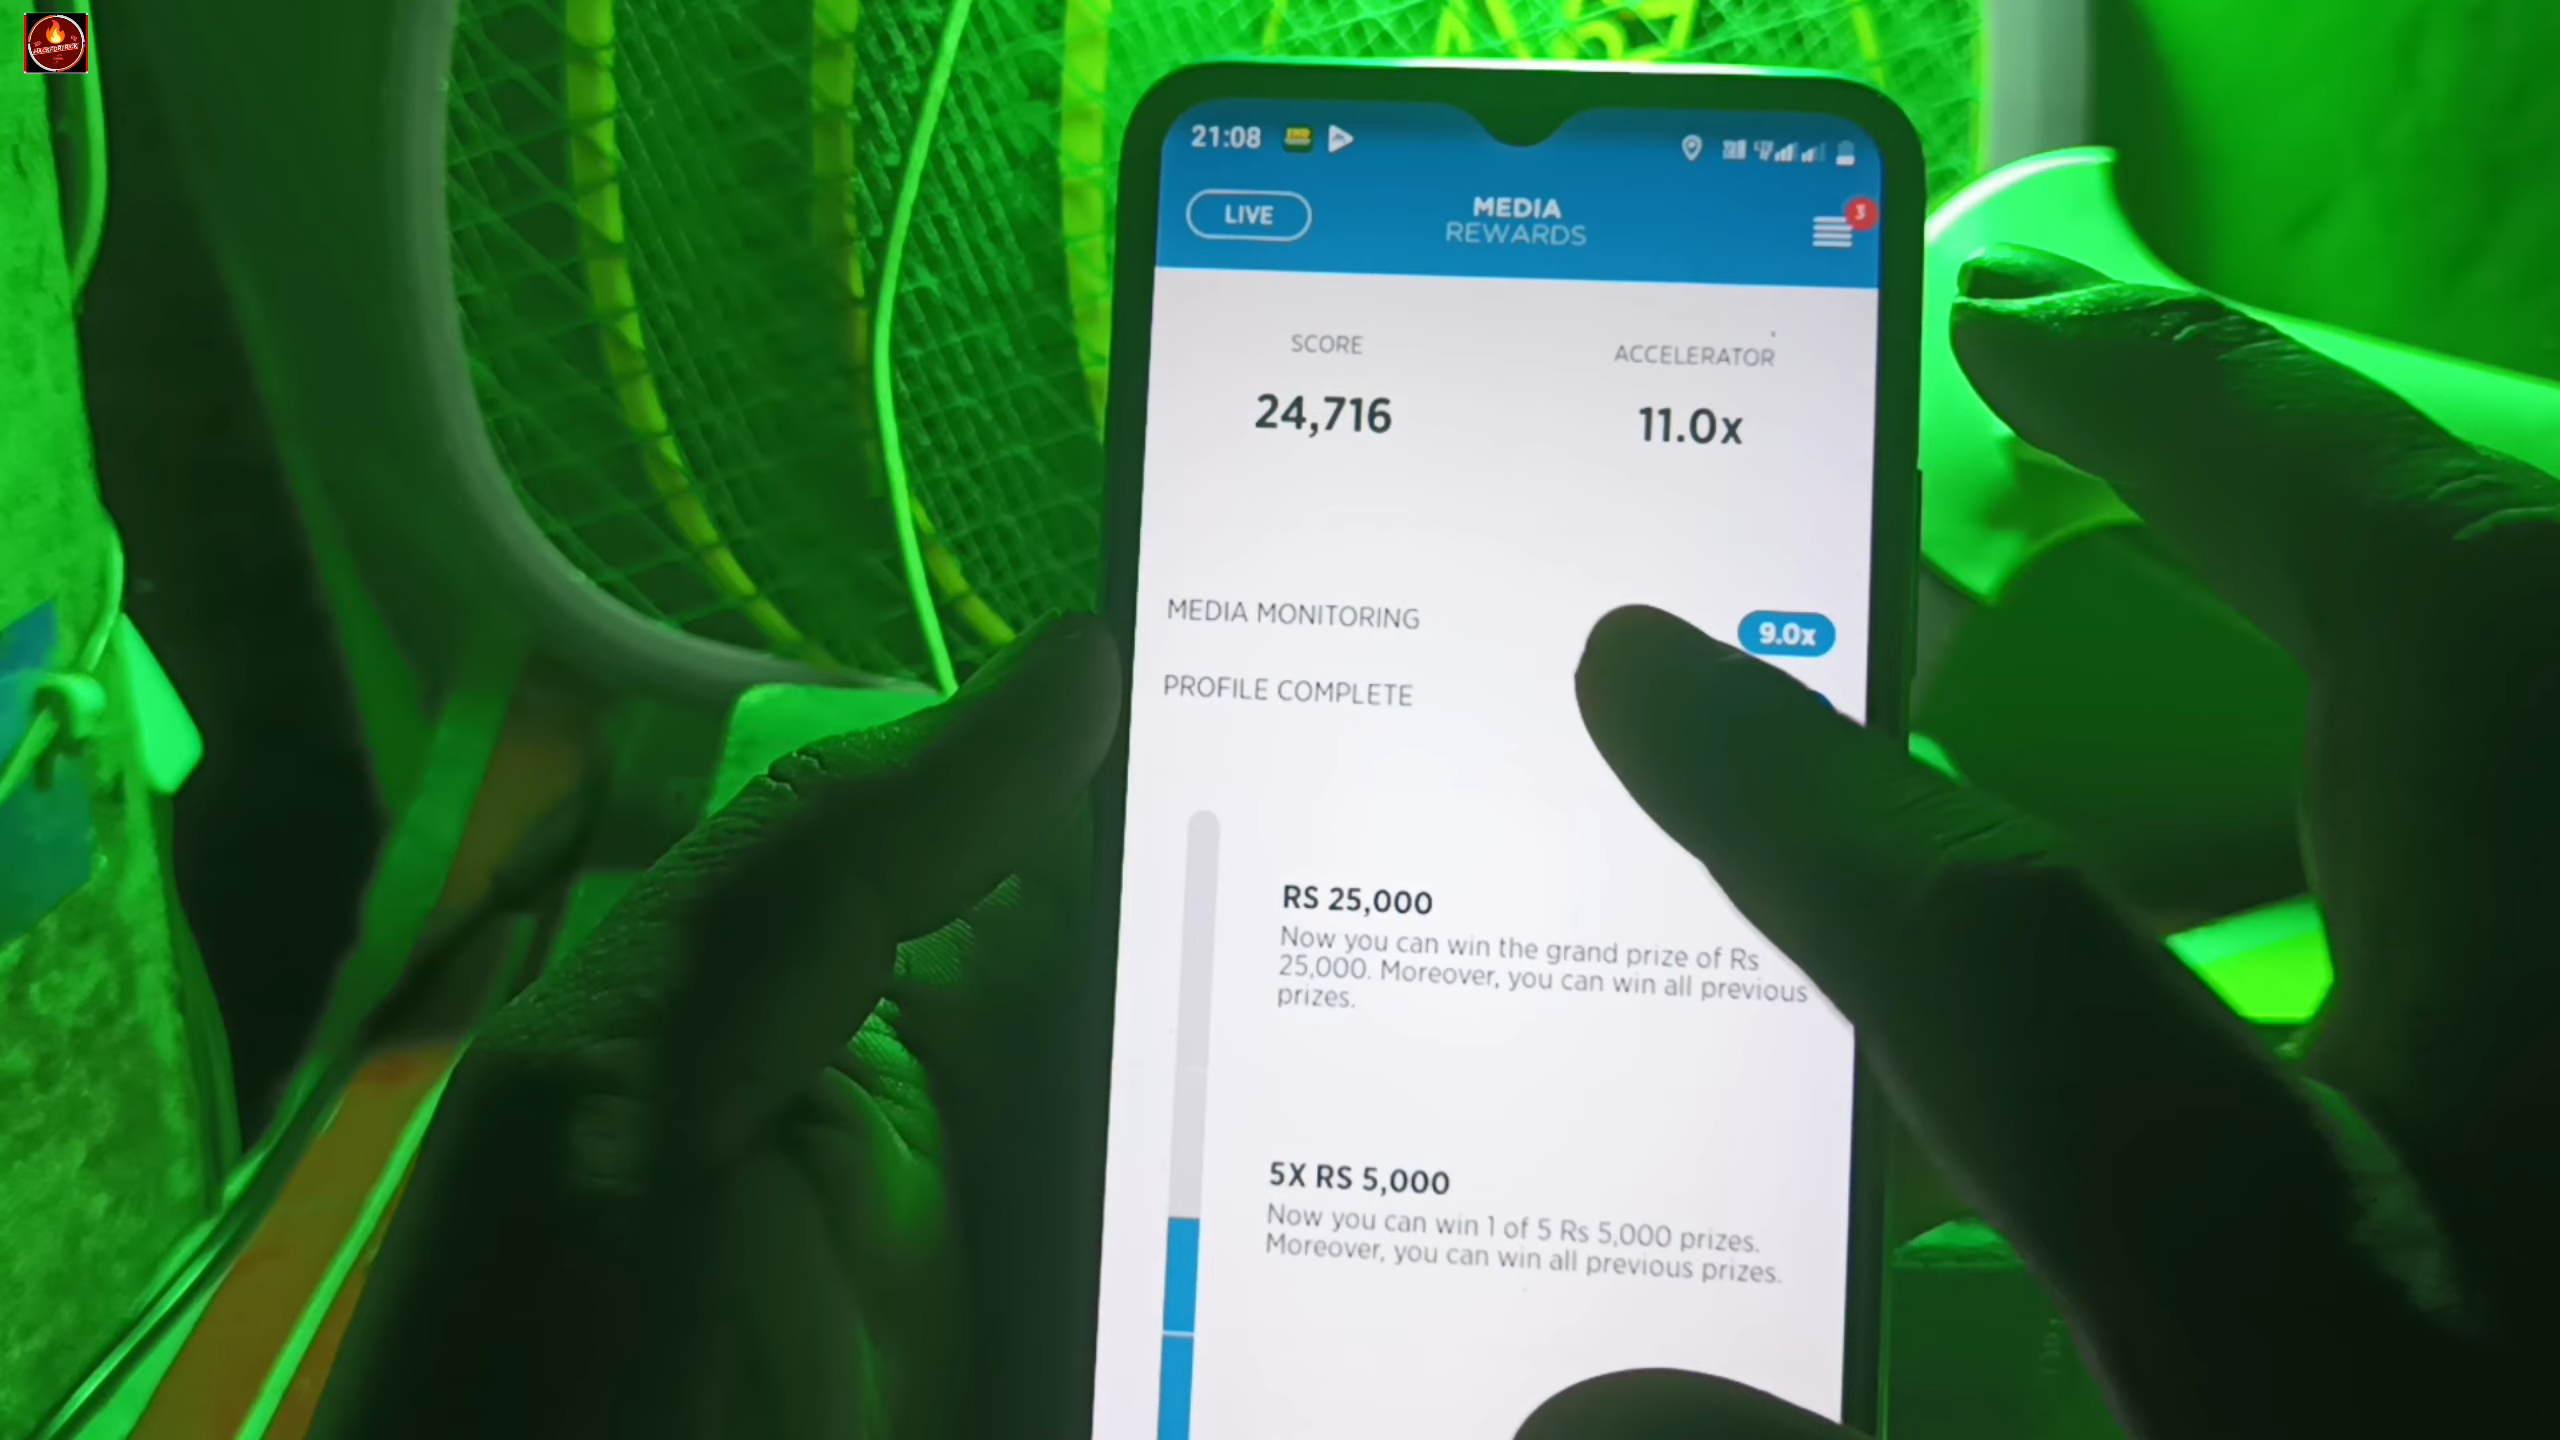 21:08
LIVE
MEDIA
REWARDS
3
SCORE
ACCELERATOR
24,716
11.0x
MEDIA MONITORING
9.0x
PROFILE COMPLETE
RS 25,000
Now you can win the grand prize of Rs
25,000. Moreover, you can win all previous
prizes.
5X RS 5,000
Now you can win 1 of 5 Rs 5,000 prizes.
Moreover, you can win all previous prizes.